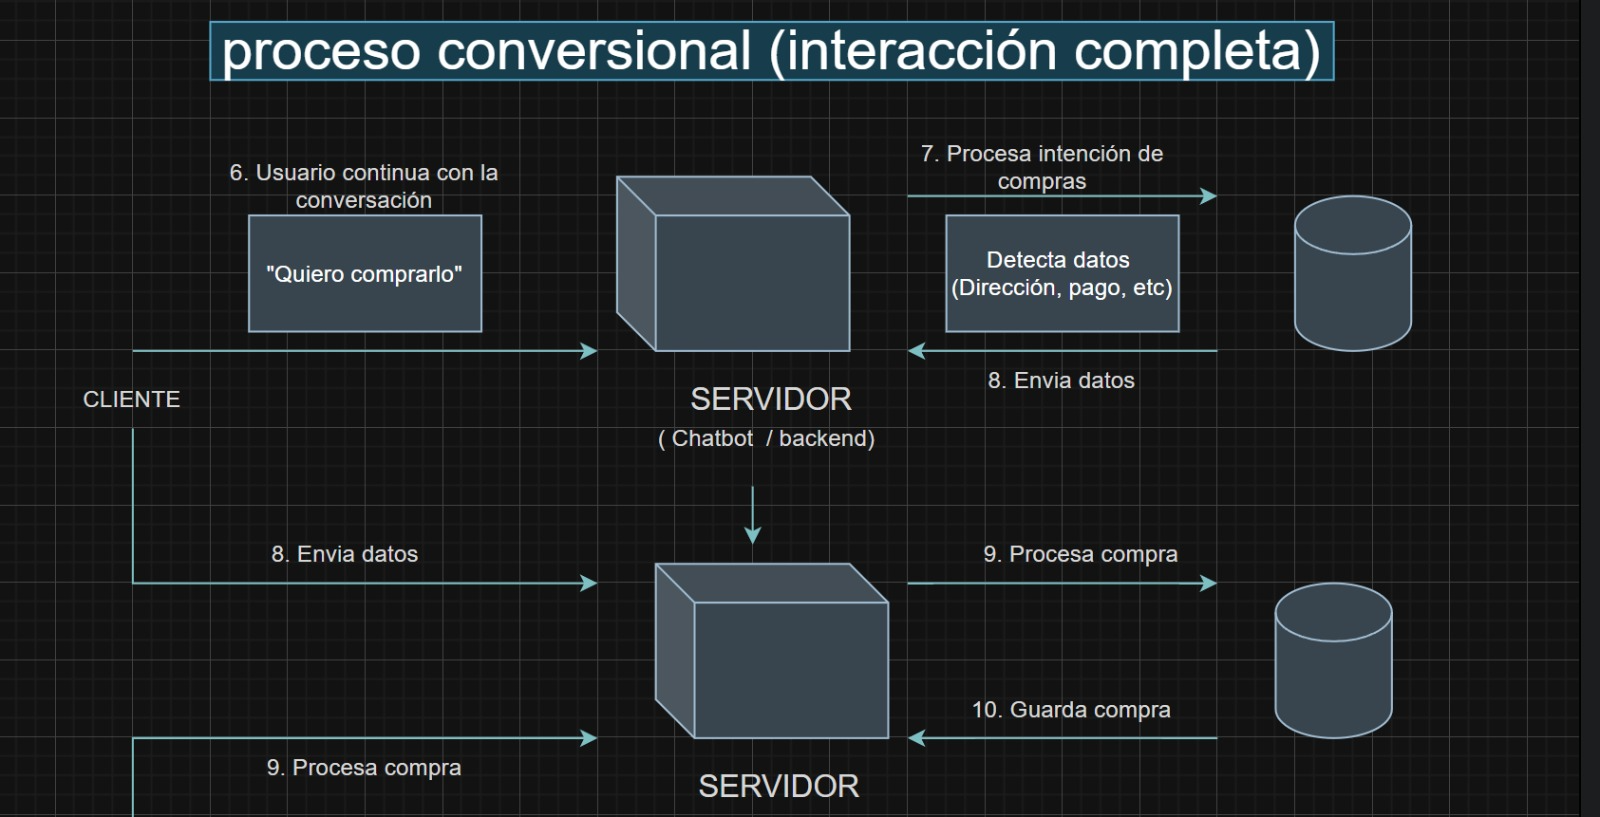 proceso conversional (interacción completa)
6. Usuario continua con la
conversación
"Quiero comprarlo"
7. Procesa intención de
compras
Detecta datos
(Dirección, pago, etc)
8. Envia datos
CLIENTE
SERVIDOR
( Chatbot / backend)
8. Envia datos
9. Procesa compra
10. Guarda compra
9. Procesa compra
SERVIDOR